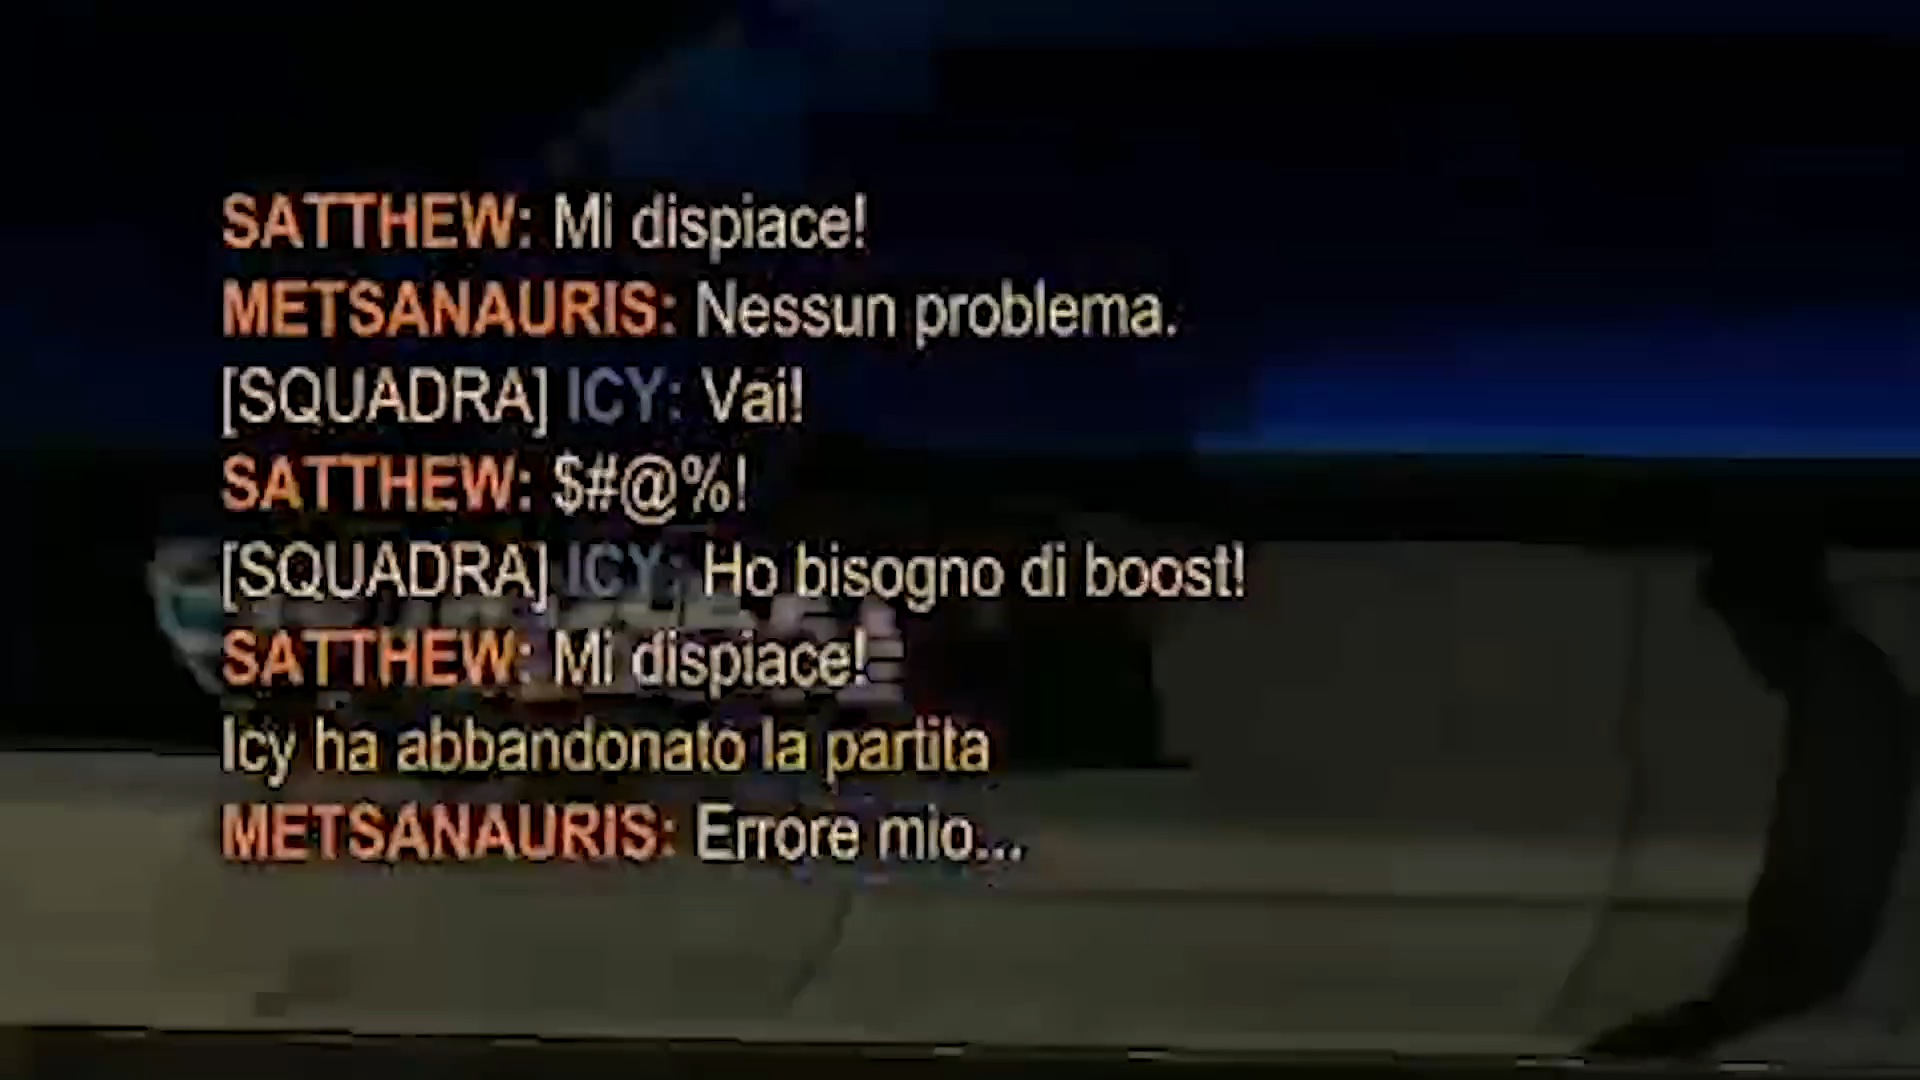 SATTHEW: Mi dispiace!
METSANAURIS: Nessun problema.
[SQUADRA] ICY: Vai!
SATTHEW: $#@%!
[SQUADRA] ICY: Ho bisogno di boost!
SATTHEW: Mi dispiace!
Icy ha abbandonato la partita
METSANAURIS: Errore mio...